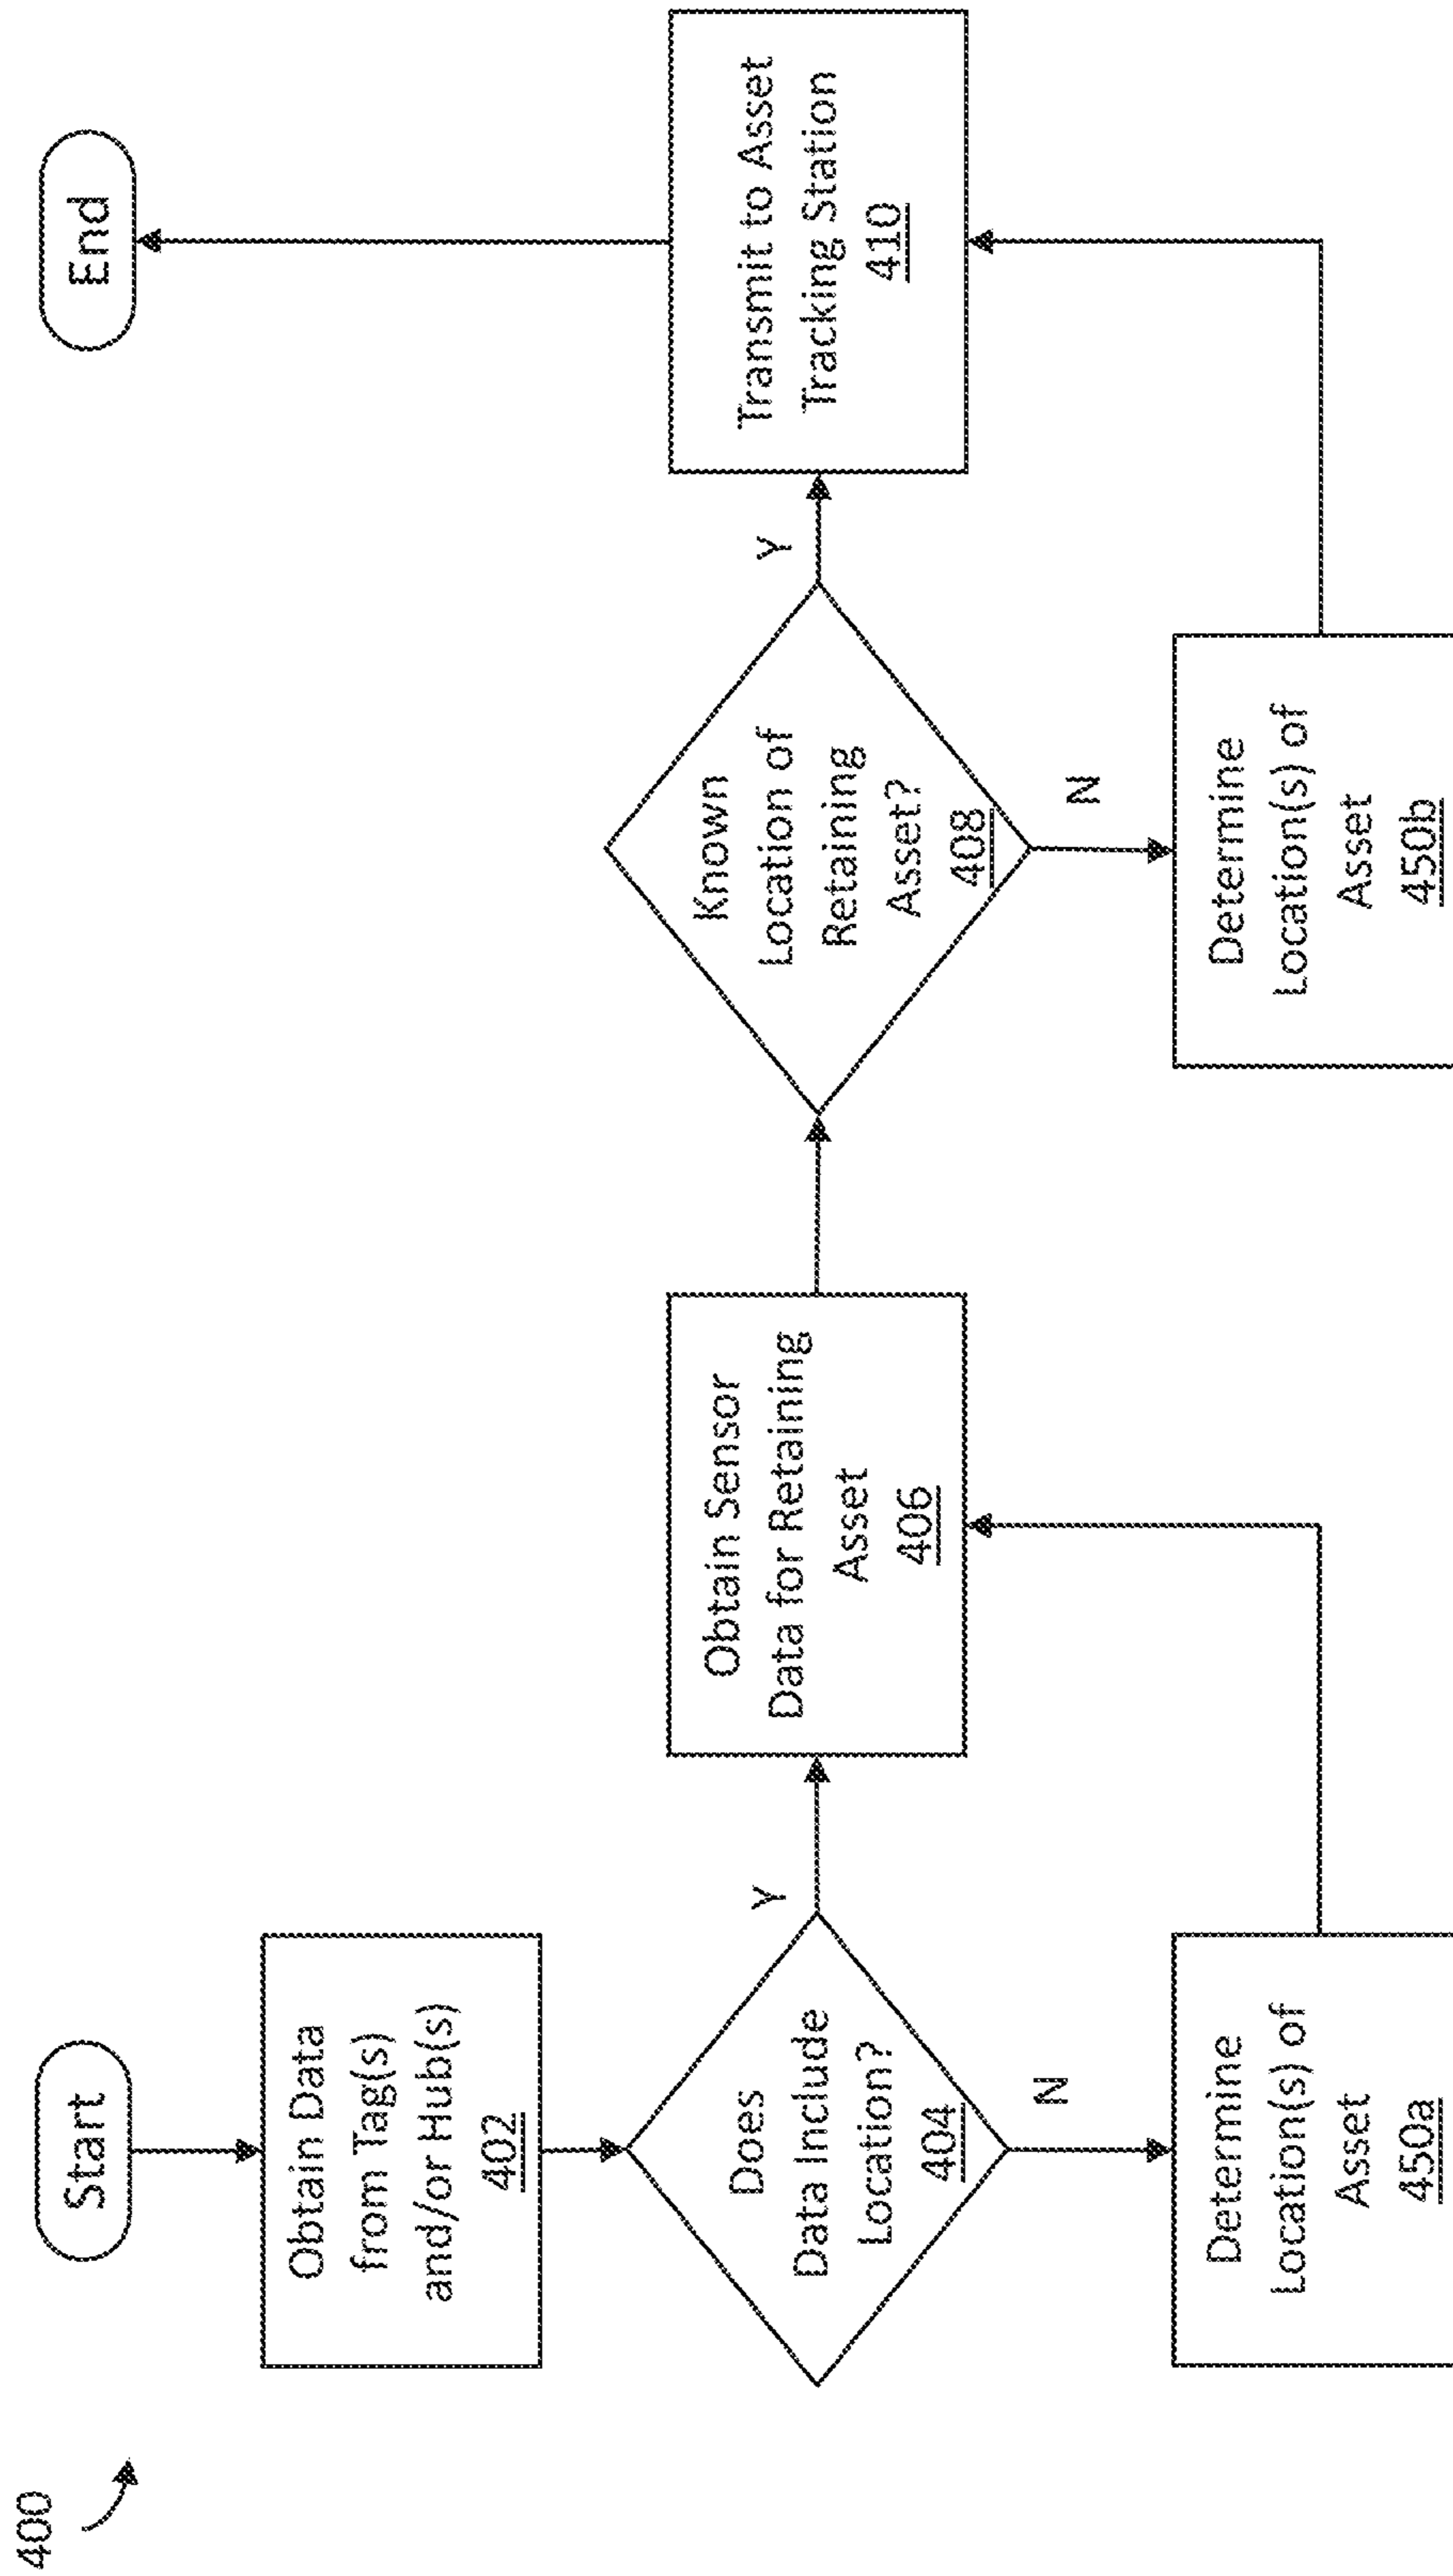 400
Start
Obtain Data
from Tag(s)
and/or Hub(s)
402
Does
Data Include
Location?
404
Y
N
Determine
Location(s) of
Asset
450a
Obtain Sensor
Data for Retaining
Asset
406
Known
Location of
Retaining
Asset?
408
Y
N
Determine
Location(s) of
Asset
450b
Transmit to Asset
Tracking Station
410
End